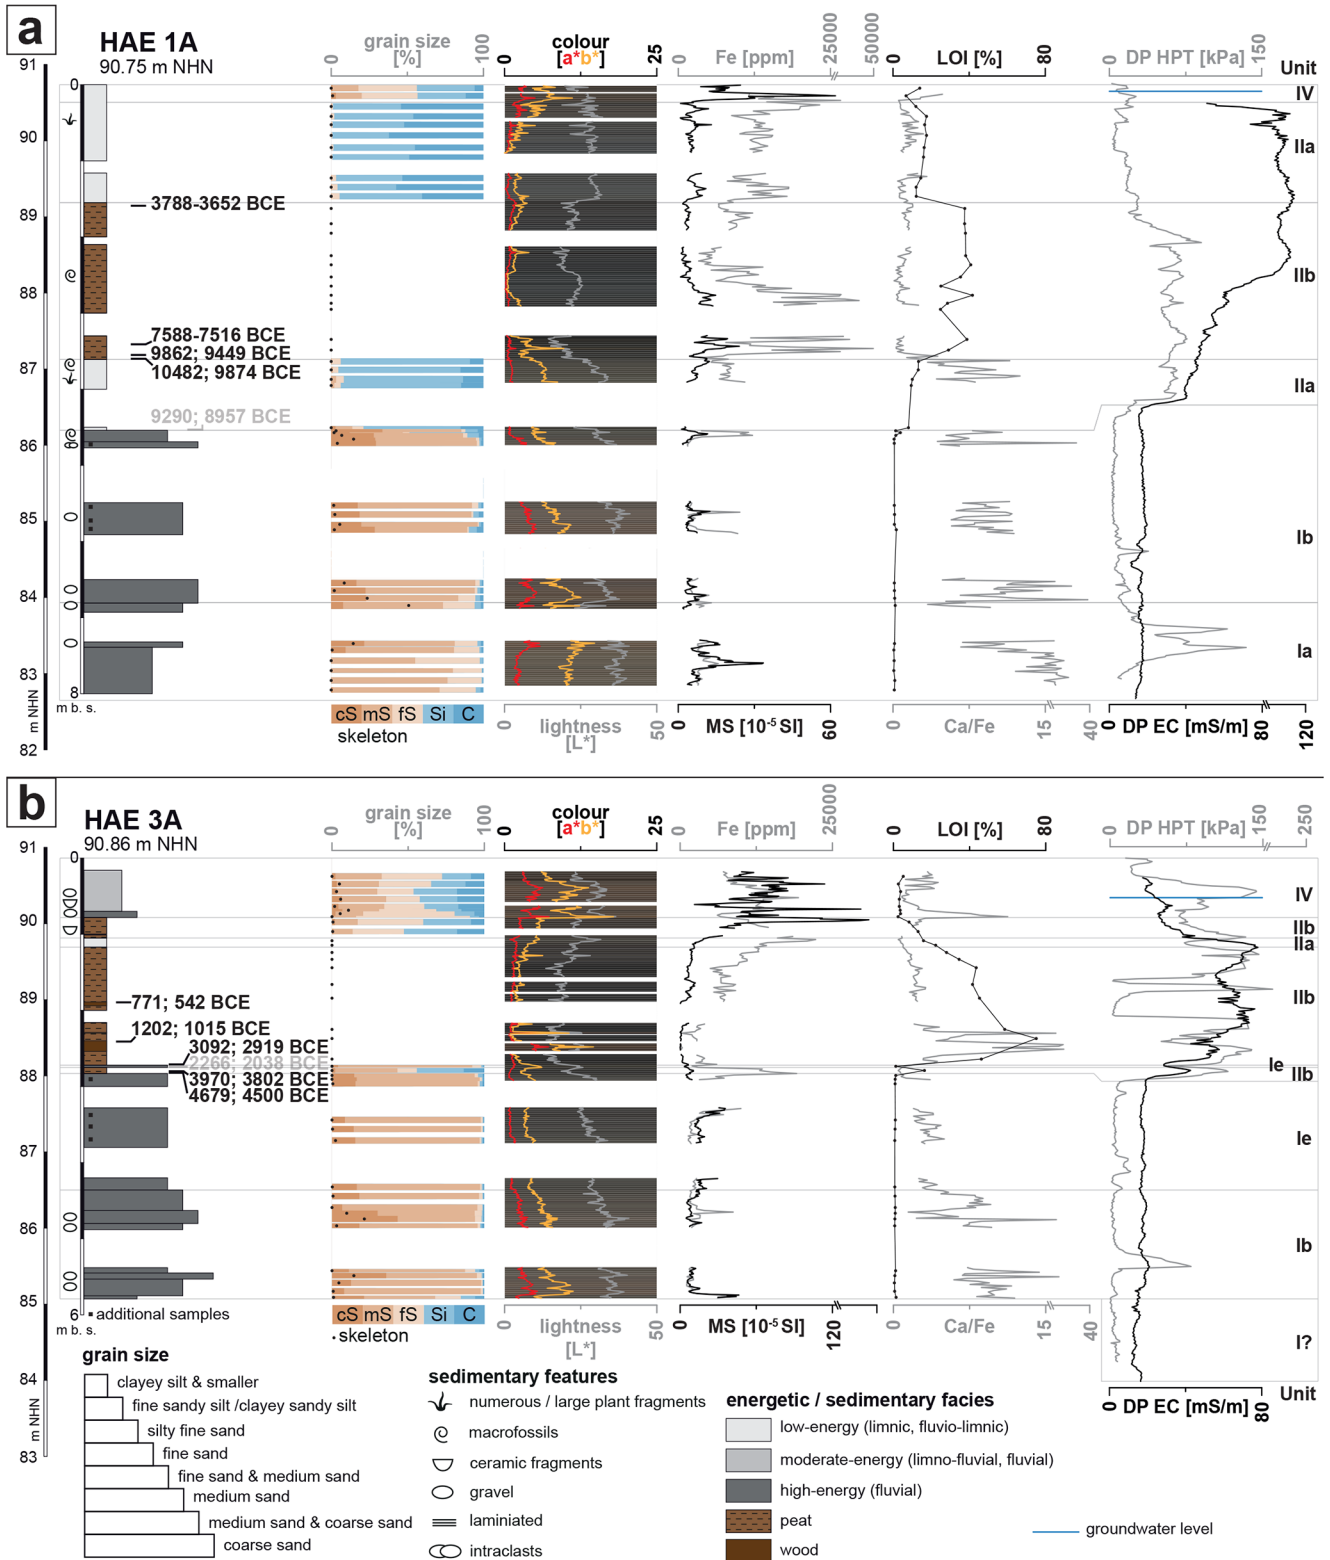 a
HAE 1A
90.75 m NHN
grain size
[%]
0
100
colour
[a*b*]
0
25
Fe [ppm]
0
25000
50000
LOI [%]
0
80
DP HPT [kPa]
0
150
Unit
91
90
89
88
87
86
85
84
83
82
m NHN
0
8
m b. s.
3788-3652 BCE
7588-7516 BCE
9862; 9449 BCE
10482; 9874 BCE
9290; 8957 BCE
IV
IIa
IIb
IIa
Ib
Ia
cS mS fS Si C
skeleton
0
lightness
[L*]
50
0
MS [10-5 SI]
60
0
Ca/Fe
15
40
0
DP EC [mS/m]
80
120
b
HAE 3A
90.86 m NHN
grain size
[%]
0
100
colour
[a*b*]
0
25
Fe [ppm]
0
25000
LOI [%]
0
80
DP HPT [kPa]
0
150
250
91
90
89
88
87
86
85
84
83
m NHN
0
6
m b. s.
771; 542 BCE
1202; 1015 BCE
3092; 2919 BCE
2266; 2038 BCE
3970; 3802 BCE
4679; 4500 BCE
IV
IIb
IIa
IIb
Ie
IIb
Ie
Ib
I?
Unit
additional samples
cS mS fS Si C
skeleton
0
lightness
[L*]
50
0
MS [10-5 SI]
120
0
Ca/Fe
15
40
0
DP EC [mS/m]
80
grain size
clayey silt & smaller
fine sandy silt /clayey sandy silt
silty fine sand
fine sand
fine sand & medium sand
medium sand
medium sand & coarse sand
coarse sand
sedimentary features
numerous / large plant fragments
macrofossils
ceramic fragments
gravel
laminiated
intraclasts
energetic / sedimentary facies
low-energy (limnic, fluvio-limnic)
moderate-energy (limno-fluvial, fluvial)
high-energy (fluvial)
peat
wood
groundwater level